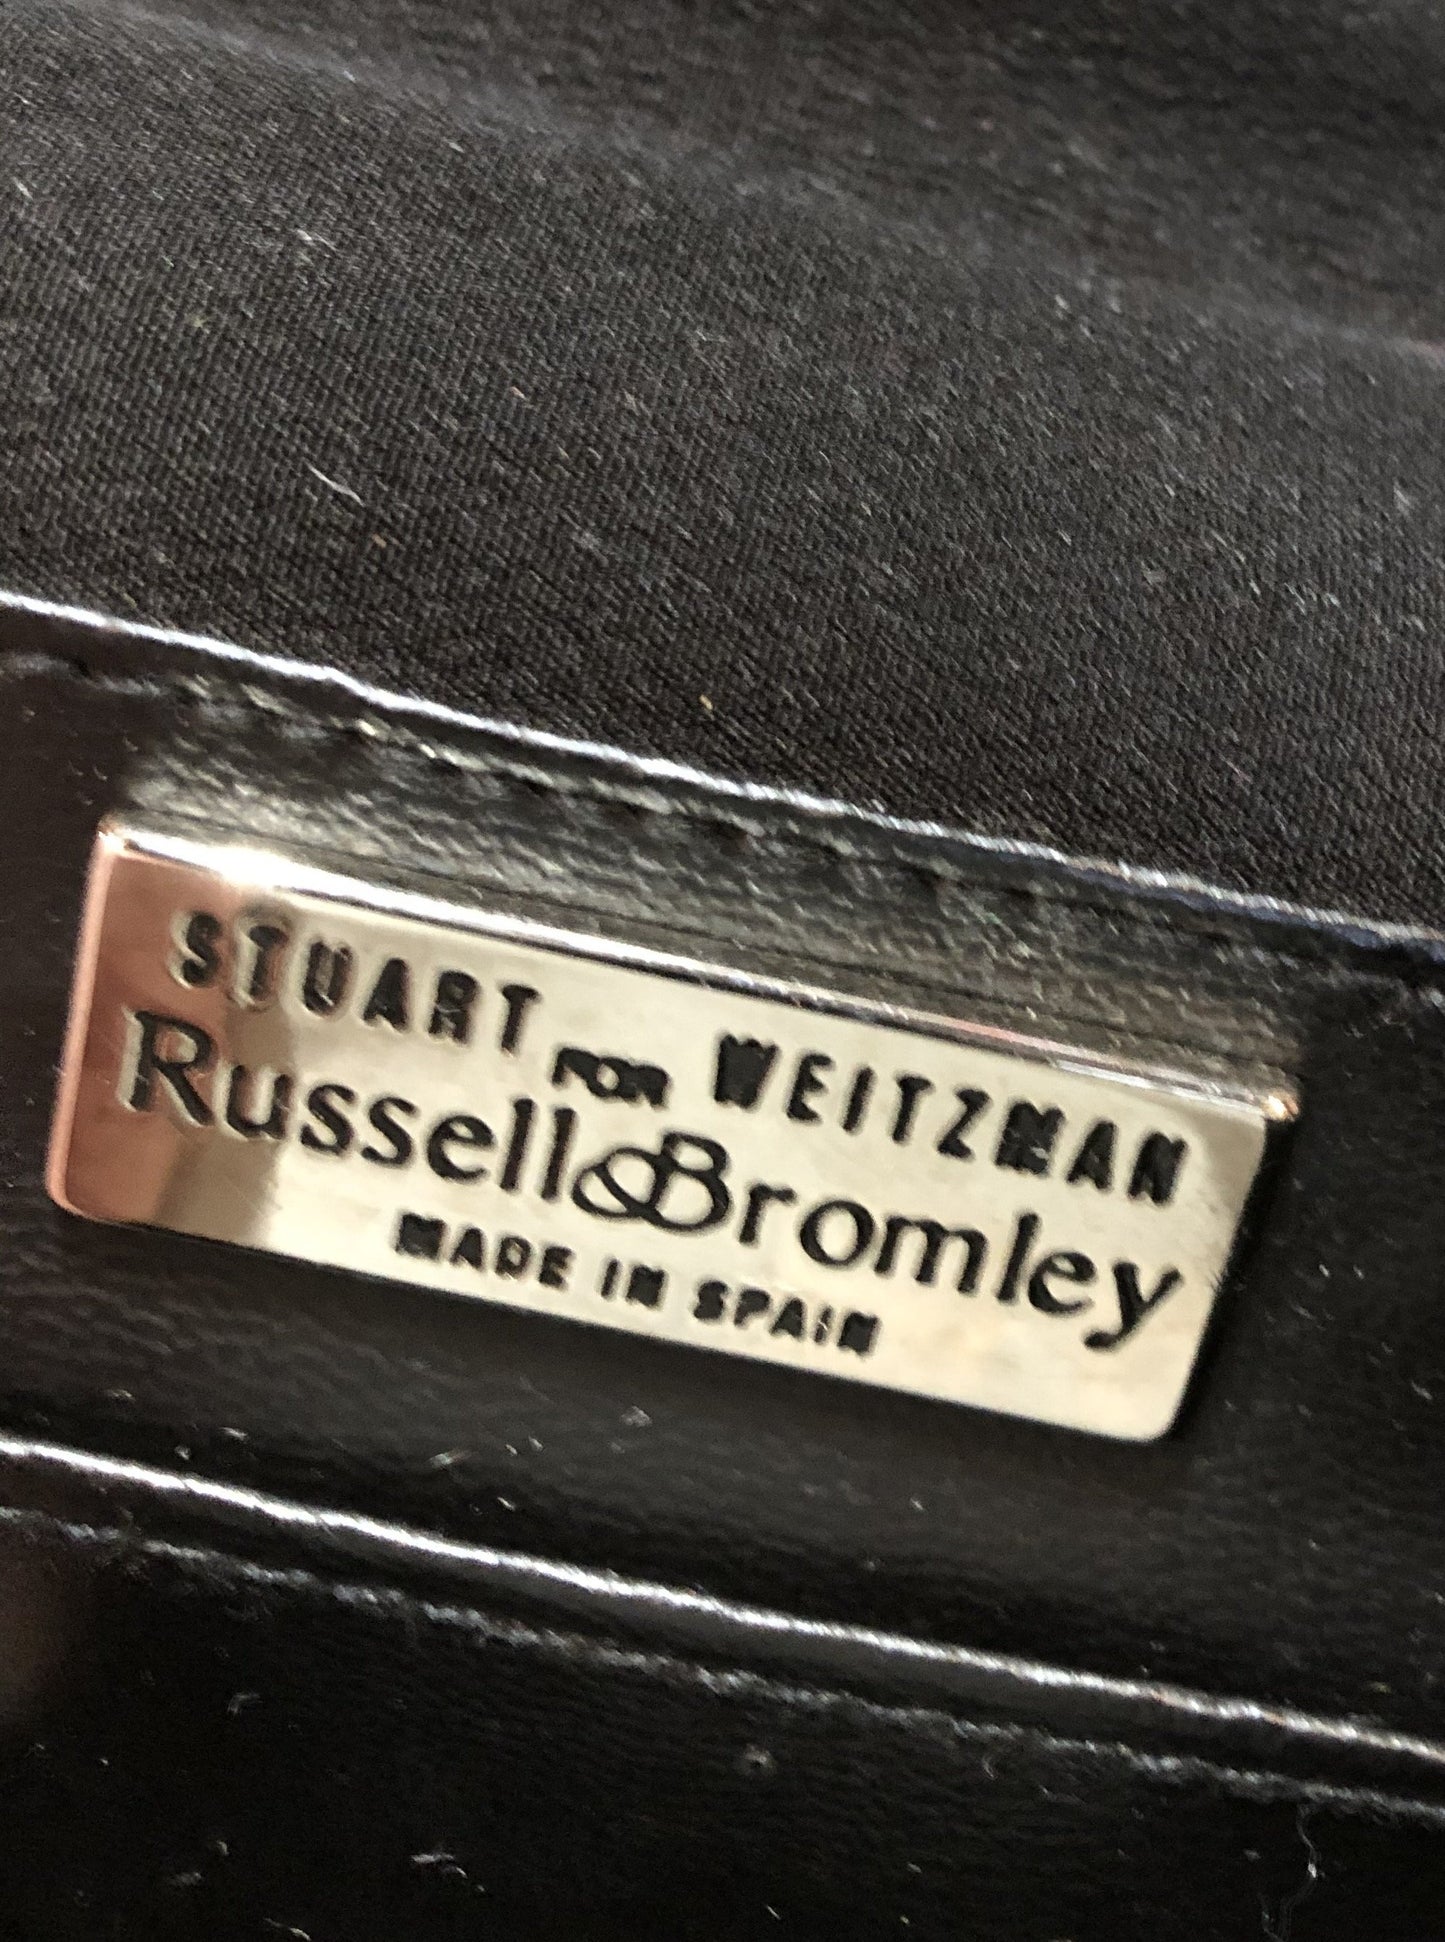 STUART FOR WEITZMAN
Russell&Bromley
MADE IN SPAIN